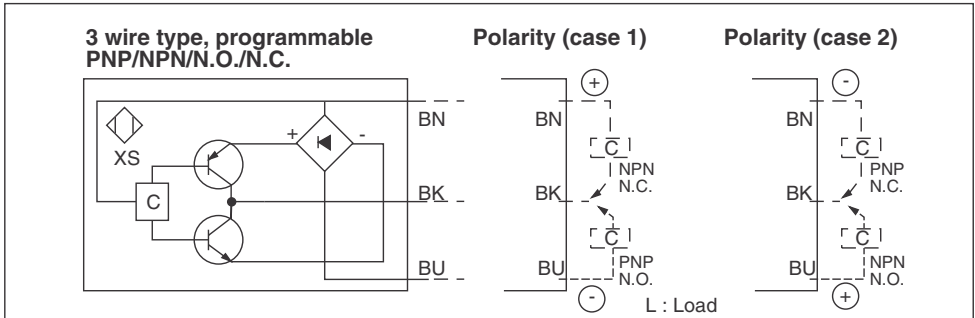 3 wire type, programmable
PNP/NPN/N.O./N.C.
Polarity (case 1)
Polarity (case 2)
XS
C
+
-
BN
BK
BU
+
BN
C
NPN
N.C.
BK
C
PNP
N.O.
BU
-
L : Load
-
BN
C
PNP
N.C.
BK
C
NPN
N.O.
BU
+